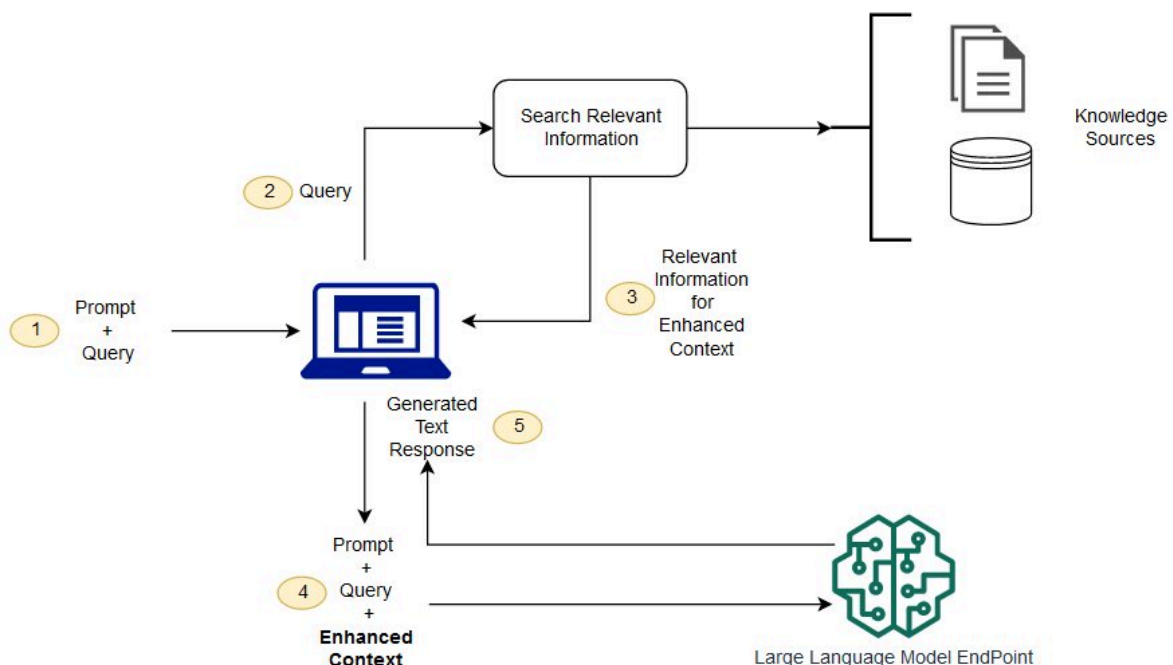 Search Relevant
Information
Knowledge
Sources
2
Query
3
Relevant
Information
for
Enhanced
Context
1
Prompt
+
Query
Generated
Text
Response
5
4
Prompt
+
Query
+
Enhanced
Context
Large Language Model EndPoint